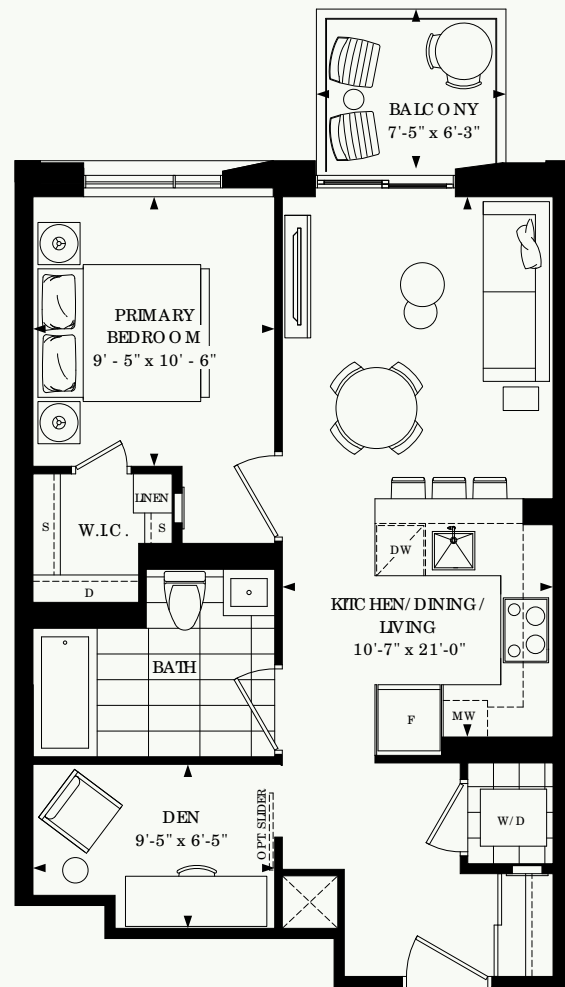 BALCONY
7'-5" x 6'-3"
PRIMARY
BEDROOM
9' - 5" x 10' - 6"
LINEN
S
W.I.C.
S
D
DW
KITCHEN/DINING/
LIVING
10'-7" x 21'-0"
BATH
F
MW
DEN
9'-5" x 6'-5"
OPT. SLIDER
W/D